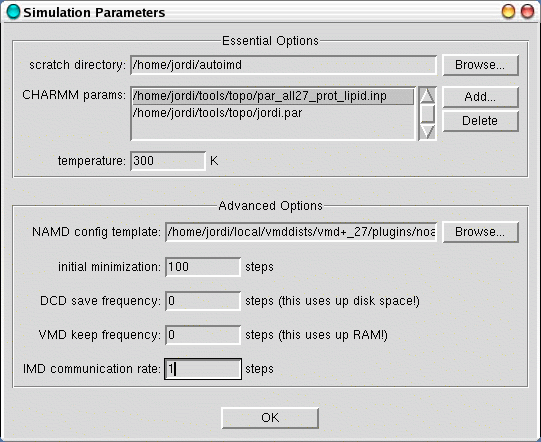 Simulation Parameters
Essential Options
scratch directory: /home/jordi/autoimd Browse...
CHARMM params: /home/jordi/tools/topo/par_all27_prot_lipid.inp Add...
/home/jordi/tools/topo/jordi.par Delete
temperature: 300 K
Advanced Options
NAMD config template: /home/jordi/local/vmddists/vmd+_27/plugins/noa Browse...
initial minimization: 100 steps
DCD save frequency: 0 steps (this uses up disk space!)
VMD keep frequency: 0 steps (this uses up RAM!)
IMD communication rate: 1 steps
OK